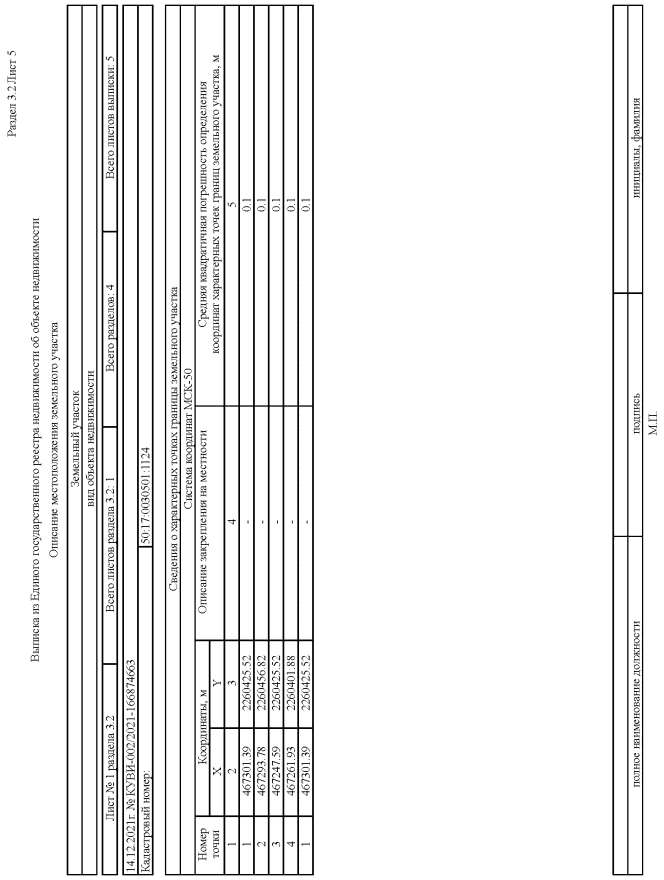 Раздел 3.2 Лист 5
Выписка из Единого государственного реестра недвижимости об объекте недвижимости
Описание местоположения земельного участка
Земельный участок
вид объекта недвижимости
Лист № 1 раздела 3.2 Всего листов раздела 3.2: 1 Всего разделов: 4 Всего листов выписки: 5
14.12.2021г. № КУВИ-002/2021-166874663
Кадастровый номер: 50:17:0030501:1124
Сведения о характерных точках границы земельного участка
Система координат МСК-50
Номер точки Координаты, м Описание закрепления на местности Средняя квадратичная погрешность определения
координат характерных точек границ земельного участка, м
X Y
1 2 3 4 5
1 467301.39 2260425.52 - 0.1
2 467293.78 2260456.82 - 0.1
3 467247.59 2260425.52 - 0.1
4 467261.93 2260401.88 - 0.1
1 467301.39 2260425.52 - 0.1
полное наименование должности подпись инициалы, фамилия
М.П.